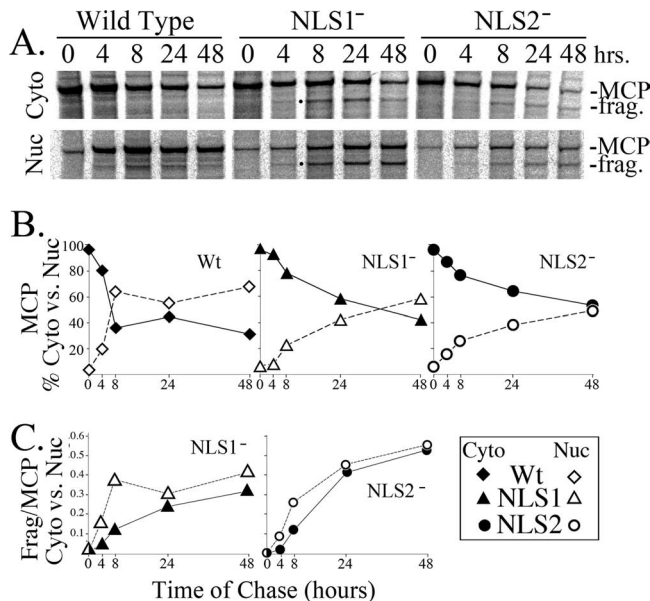 A.
Wild Type NLS1⁻ NLS2⁻
0 4 8 24 48 0 4 8 24 48 0 4 8 24 48 hrs.
Cyto
-MCP
-frag.
Nuc
-MCP
-frag.
B.
MCP
% Cyto vs. Nuc
100
80
60
40
20
Wt
NLS1⁻
NLS2⁻
0 4 8 24 48 0 4 8 24 48 0 4 8 24 48
C.
Frag/MCP
Cyto vs. Nuc
0.6
0.5
0.4
0.3
0.2
0.1
NLS1⁻
NLS2⁻
0 4 8 24 48 0 4 8 24 48
Time of Chase (hours)
Cyto Nuc
Wt
NLS1
NLS2